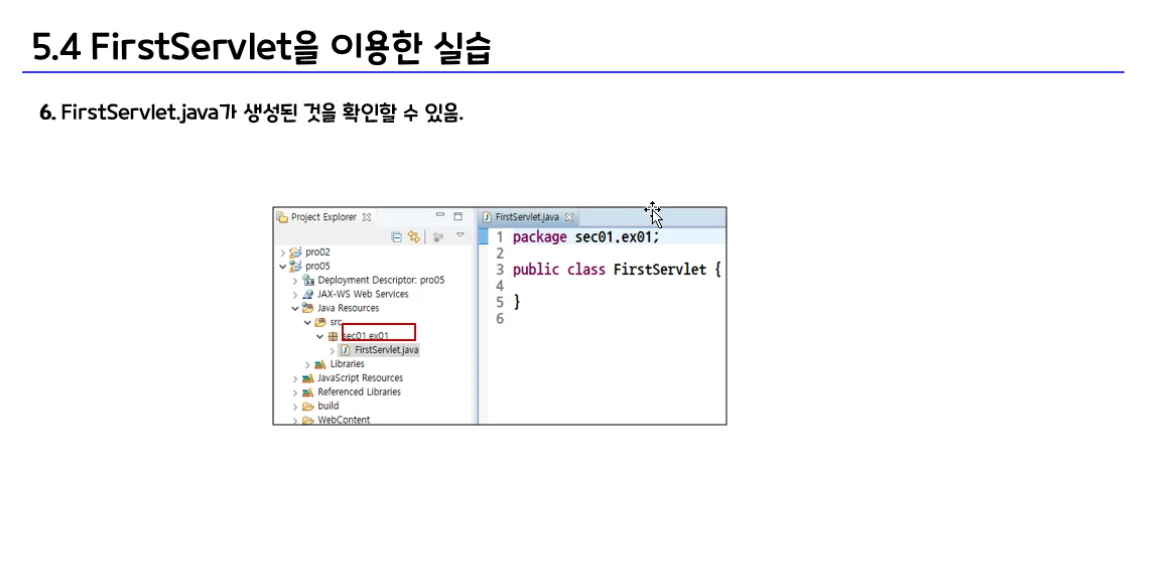 5.4 FirstServlet을 이용한 실습
6. FirstServlet.java가 생성된 것을 확인할 수 있음.
Project Explorer
pro02
pro05
Deployment Descriptor: pro05
JAX-WS Web Services
Java Resources
src
sec01.ex01
FirstServlet.java
Libraries
JavaScript Resources
Referenced Libraries
build
WebContent
FirstServlet.java
1 package sec01.ex01;
2
3 public class FirstServlet {
4
5 }
6